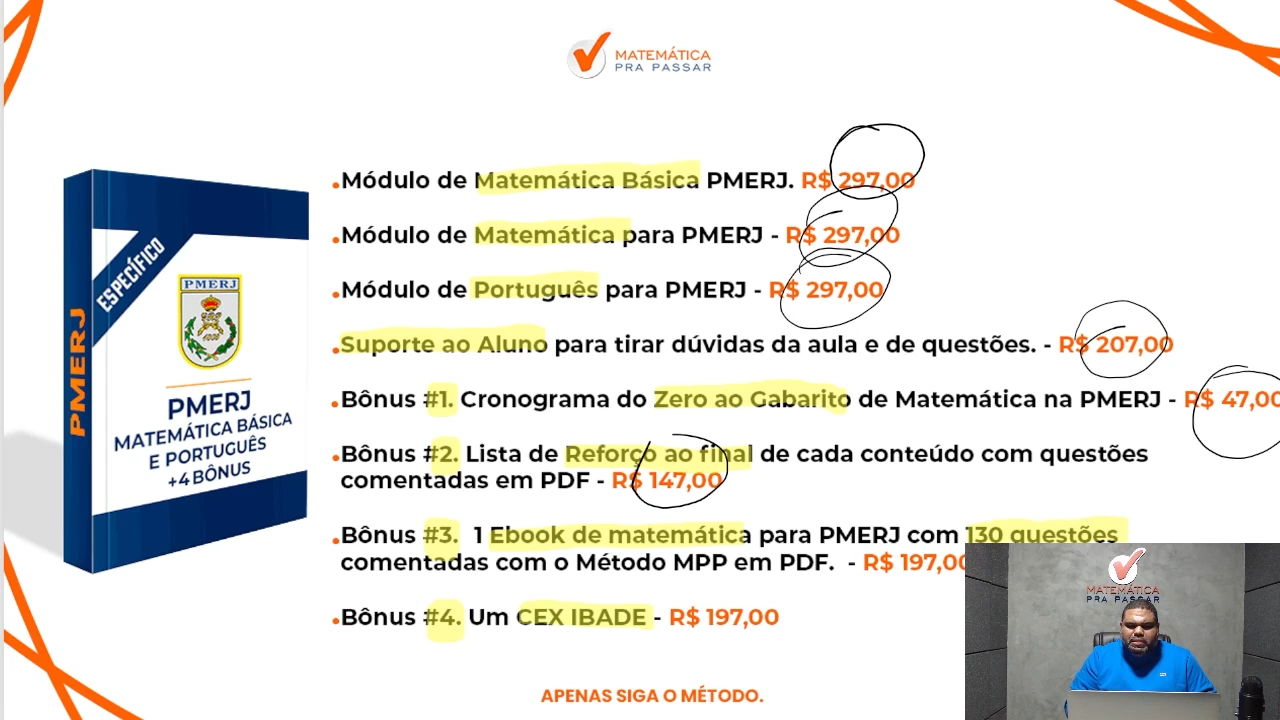 MATEMÁTICA
PRA PASSAR
•Módulo de Matemática Básica PMERJ. R$ 297,00
•Módulo de Matemática para PMERJ - R$ 297,00
•Módulo de Português para PMERJ - R$ 297,00
•Suporte ao Aluno para tirar dúvidas da aula e de questões. - R$ 207,00
•Bônus #1. Cronograma do Zero ao Gabarito de Matemática na PMERJ - R$ 47,00
•Bônus #2. Lista de Reforço ao final de cada conteúdo com questões
comentadas em PDF - R$ 147,00
•Bônus #3. 1 Ebook de matemática para PMERJ com 130 questões
comentadas com o Método MPP em PDF. - R$ 197,00
•Bônus #4. Um CEX IBADE - R$ 197,00
APENAS SIGA O MÉTODO.
PMERJ
ESPECÍFICO
PMERJ
PMERJ
MATEMÁTICA BÁSICA
E PORTUGUÊS
+4 BÔNUS
MATEMÁTICA
PRA PASSAR